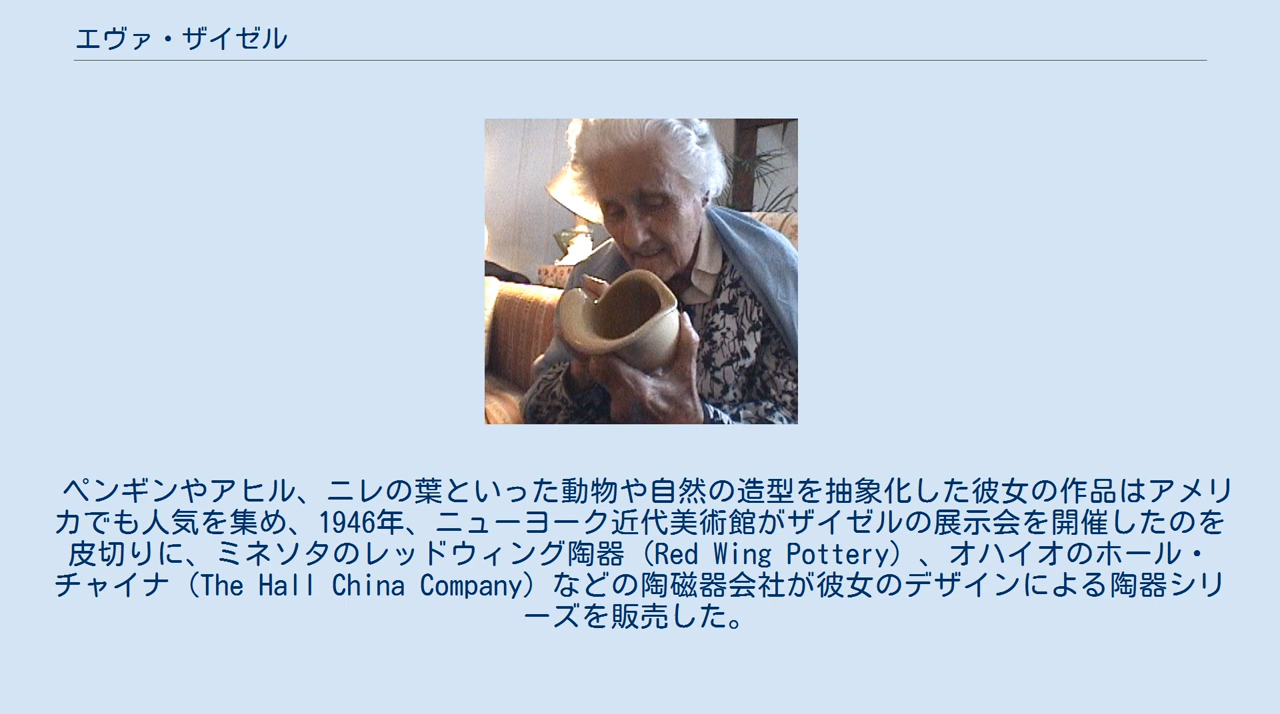 エヴァ・ザイゼル
ペンギンやアヒル、ニレの葉といった動物や自然の造型を抽象化した彼女の作品はアメリ
カでも人気を集め、1946年、ニューヨーク近代美術館がザイゼルの展示会を開催したのを
皮切りに、ミネソタのレッドウィング陶器（Red Wing Pottery）、オハイオのホール・
チャイナ（The Hall China Company）などの陶磁器会社が彼女のデザインによる陶器シリ
ーズを販売した。